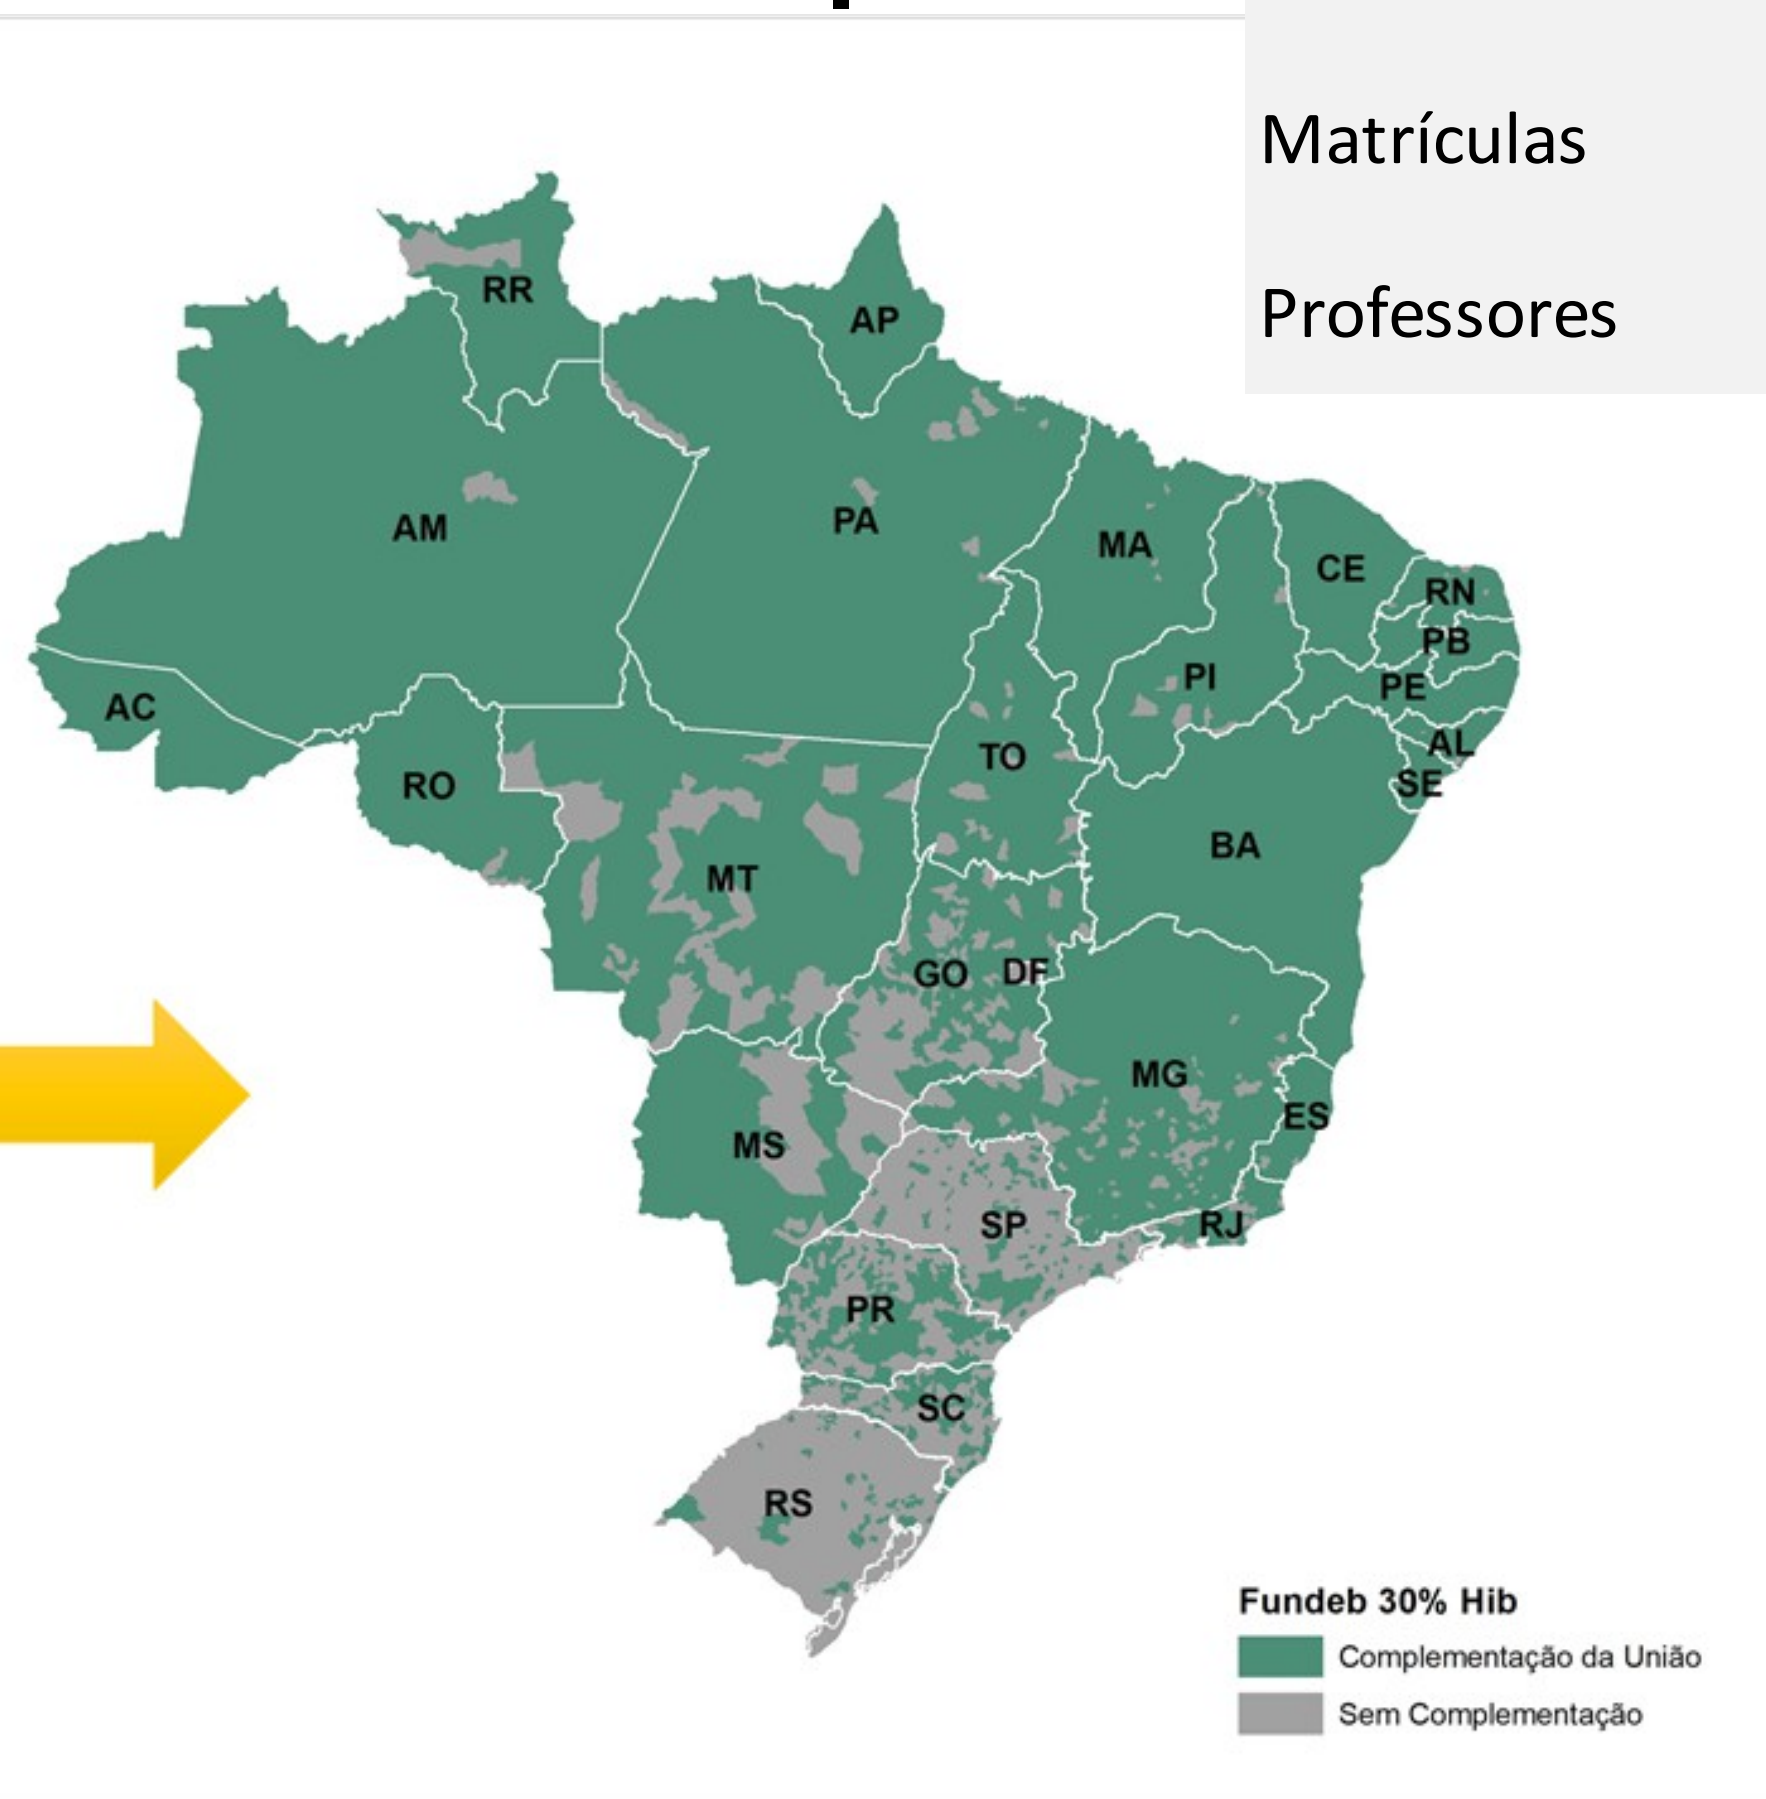 Matrículas
Professores
RR
AP
AM
PA
MA
CE
RN
PB
PI
PE
AC
AL
TO
SE
RO
BA
MT
GO DF
MG
ES
MS
SP
RJ
PR
SC
RS
Fundeb 30% Hib
Complementação da União
Sem Complementação